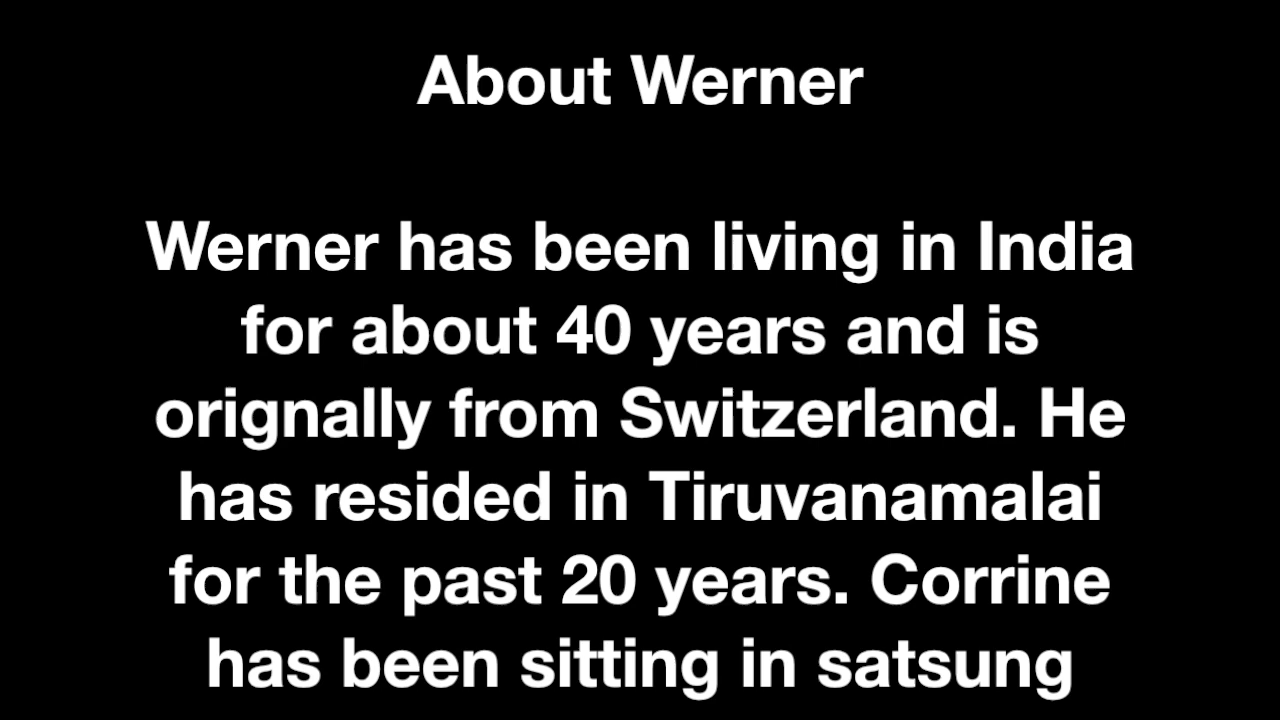 About Werner
Werner has been living in India
for about 40 years and is
orignally from Switzerland. He
has resided in Tiruvanamalai
for the past 20 years. Corrine
has been sitting in satsung